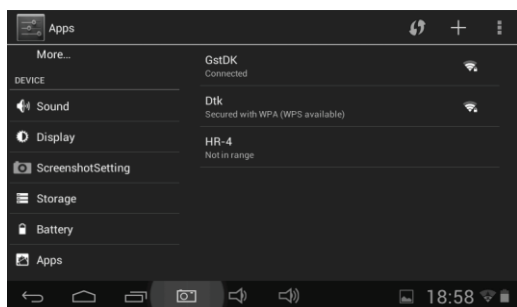 Apps
More...
DEVICE
Sound
Display
ScreenshotSetting
Storage
Battery
Apps
GstDK
Connected
Dtk
Secured with WPA (WPS available)
HR-4
Not in range
18:58